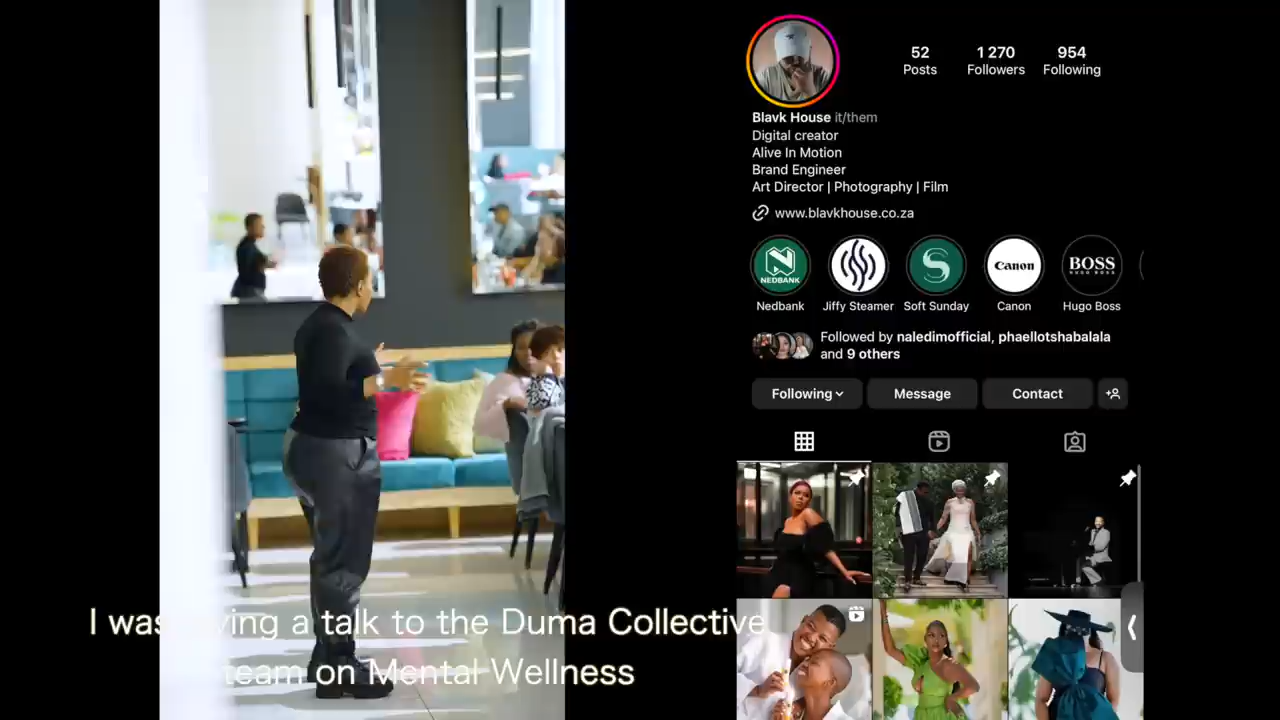 52
Posts
1 270
Followers
954
Following
Blavk House it/them
Digital creator
Alive In Motion
Brand Engineer
Art Director | Photography | Film
www.blavkhouse.co.za
N
NEDBANK
S
Canon
BOSS
HUGO BOSS
Nedbank
Jiffy Steamer
Soft Sunday
Canon
Hugo Boss
Followed by naledimofficial, phaellotshabalala
and 9 others
Following
Message
Contact
I was giving a talk to the Duma Collective
team on Mental Wellness